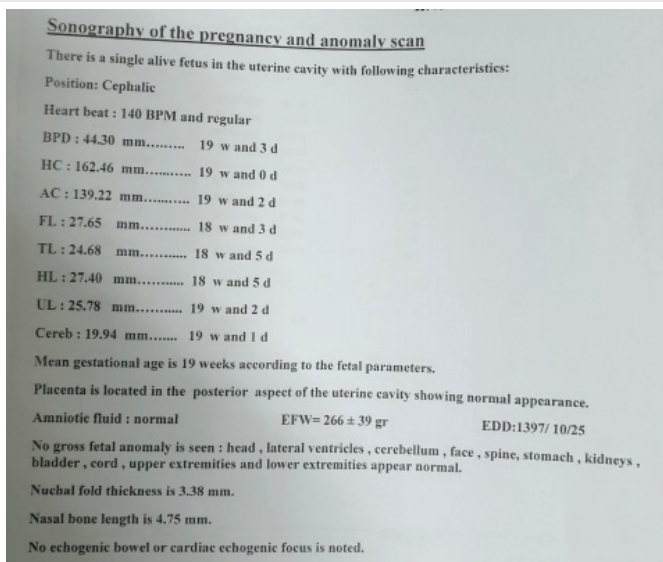 Sonography of the pregnancy and anomaly scan
There is a single alive fetus in the uterine cavity with following characteristics:
Position: Cephalic
Heart beat : 140 BPM and regular
BPD : 44.30 mm......... 19 w and 3 d
HC : 162.46 mm........... 19 w and 0 d
AC : 139.22 mm........... 19 w and 2 d
FL : 27.65 mm............ 18 w and 3 d
TL : 24.68 mm........... 18 w and 5 d
HL : 27.40 mm........... 18 w and 5 d
UL : 25.78 mm............ 19 w and 2 d
Cereb : 19.94 mm....... 19 w and 1 d
Mean gestational age is 19 weeks according to the fetal parameters.
Placenta is located in the posterior aspect of the uterine cavity showing normal appearance.
Amniotic fluid : normal EFW= 266 ± 39 gr EDD:1397/ 10/25
No gross fetal anomaly is seen : head , lateral ventricles , cerebellum , face , spine, stomach , kidneys ,
bladder , cord , upper extremities and lower extremities appear normal.
Nuchal fold thickness is 3.38 mm.
Nasal bone length is 4.75 mm.
No echogenic bowel or cardiac echogenic focus is noted.